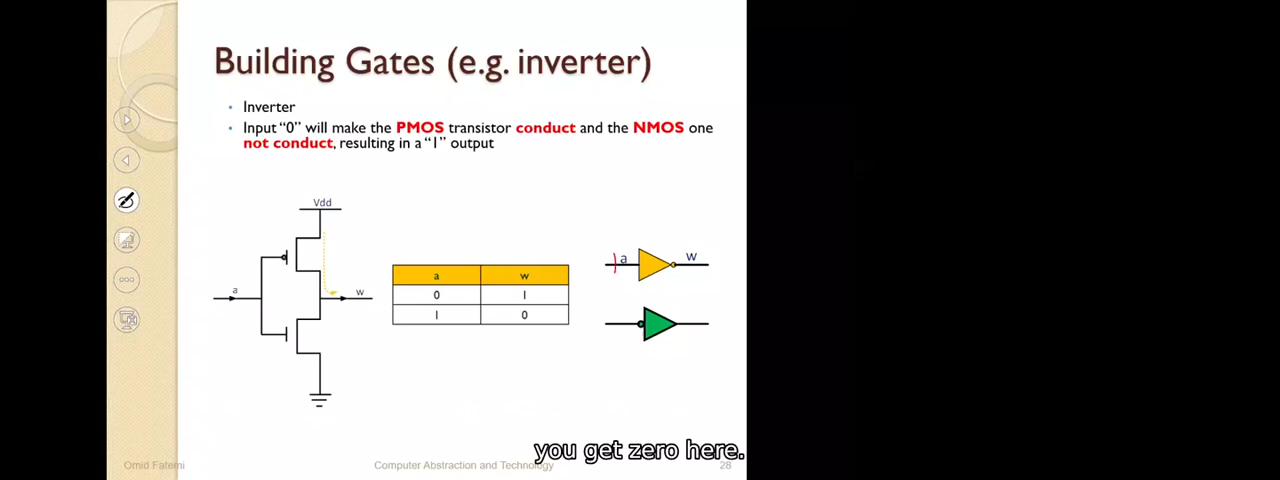 Building Gates (e.g. inverter)
• Inverter
• Input “0” will make the PMOS transistor conduct and the NMOS one
not conduct, resulting in a “1” output
Vdd
a
w
a w
0 1
1 0
a w
you get zero here.
Omid Fatemi Computer Abstraction and Technology 28